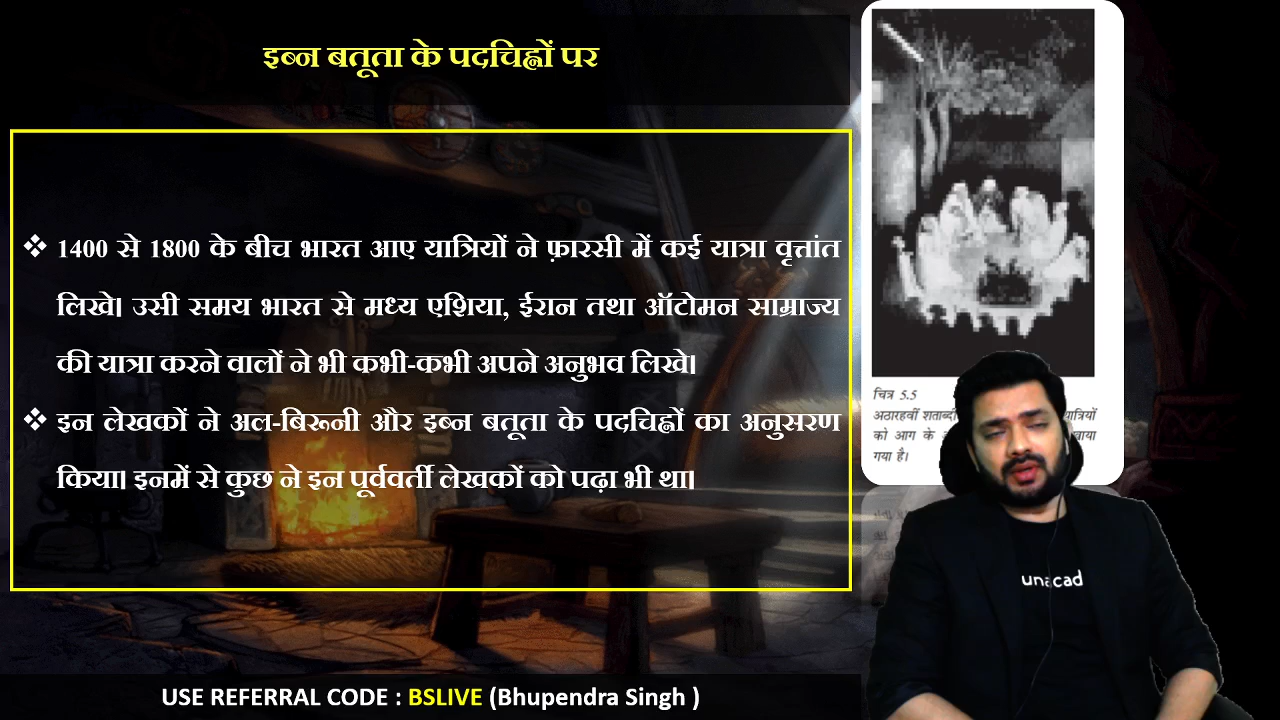 इब्न बतूता के पदचिह्नों पर
❖ 1400 से 1800 के बीच भारत आए यात्रियों ने फ़ारसी में कई यात्रा वृत्तांत
लिखे। उसी समय भारत से मध्य एशिया, ईरान तथा ऑटोमन साम्राज्य
की यात्रा करने वालों ने भी कभी-कभी अपने अनुभव लिखे।
❖ इन लेखकों ने अल-बिरूनी और इब्न बतूता के पदचिह्नों का अनुसरण
किया। इनमें से कुछ ने इन पूर्ववर्ती लेखकों को पढ़ा भी था।
चित्र 5.5
अठारहवीं शताब्दी यात्रियों
को आग के
गया है।
unacad
USE REFERRAL CODE : BSLIVE (Bhupendra Singh )